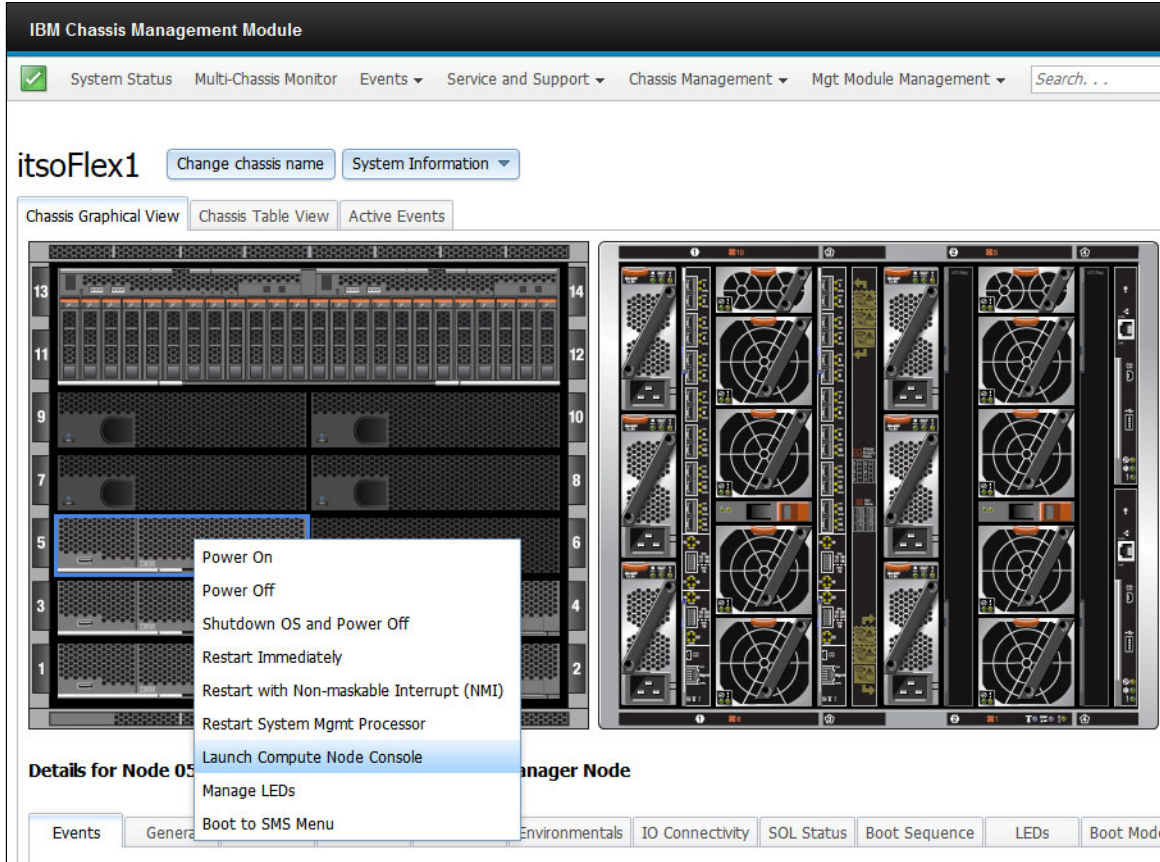 IBM Chassis Management Module
System Status Multi-Chassis Monitor Events Service and Support Chassis Management Mgt Module Management Search. . .
itsoFlex1 Change chassis name System Information
Chassis Graphical View Chassis Table View Active Events
13 14
11 12
9 10
7 8
5 6
3 4
1 2
Power On
Power Off
Shutdown OS and Power Off
Restart Immediately
Restart with Non-maskable Interrupt (NMI)
Restart System Mgmt Processor
Launch Compute Node Console
Manage LEDs
Boot to SMS Menu
Details for Node 05 Node
Events Environmentals IO Connectivity SOL Status Boot Sequence LEDs Boot